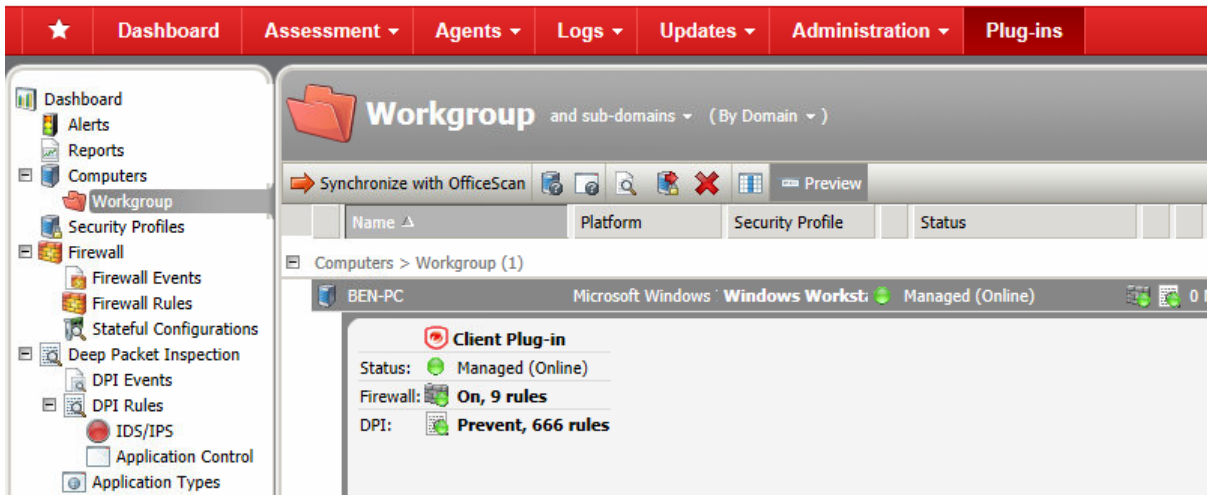 Dashboard Assessment Agents Logs Updates Administration Plug-ins
Dashboard
Alerts
Reports
Computers
Workgroup
Security Profiles
Firewall
Firewall Events
Firewall Rules
Stateful Configurations
Deep Packet Inspection
DPI Events
DPI Rules
IDS/IPS
Application Control
Application Types
Workgroup and sub-domains (By Domain)
Synchronize with OfficeScan Preview
Name Platform Security Profile Status
Computers > Workgroup (1)
BEN-PC Microsoft Windows Windows Managed (Online) 0
Client Plug-in
Status: Managed (Online)
Firewall: On, 9 rules
DPI: Prevent, 666 rules